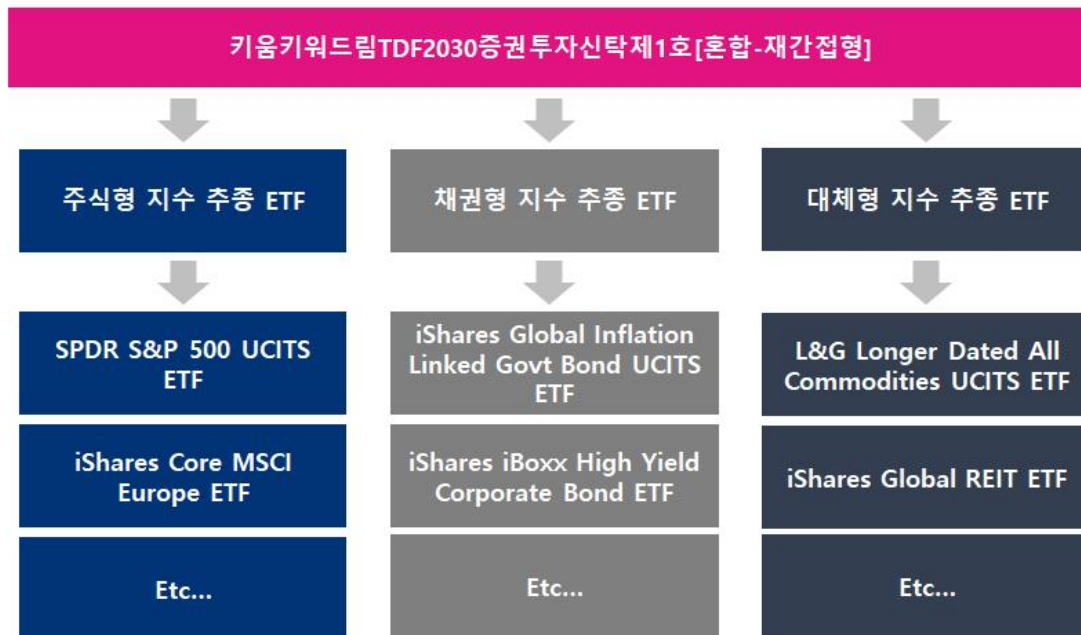 키움키워드림TDF2030증권투자신탁제1호[혼합-재간접형]
주식형 지수 추종 ETF
채권형 지수 추종 ETF
대체형 지수 추종 ETF
SPDR S&P 500 UCITS
ETF
iShares Global Inflation
Linked Govt Bond UCITS
ETF
L&G Longer Dated All
Commodities UCITS ETF
iShares Core MSCI
Europe ETF
iShares iBoxx High Yield
Corporate Bond ETF
iShares Global REIT ETF
Etc...
Etc...
Etc...